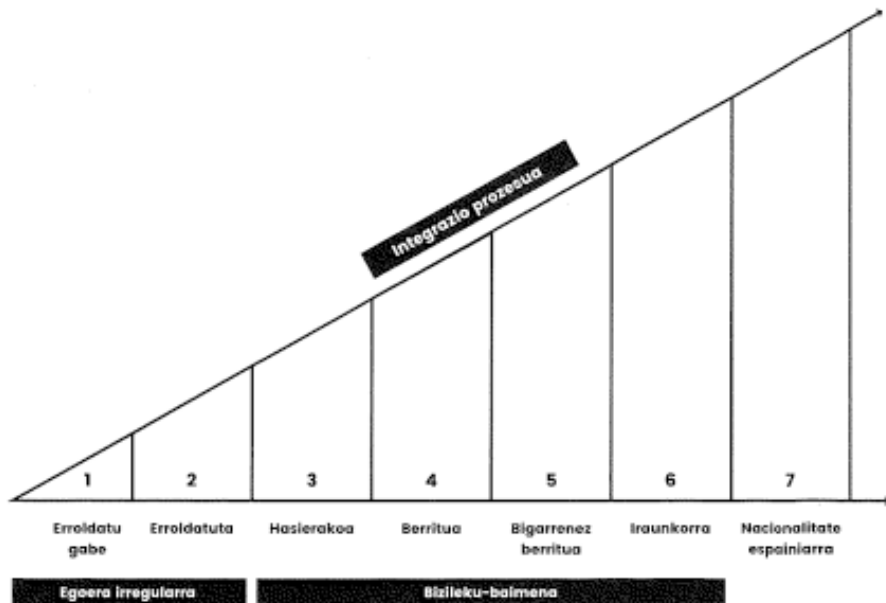 Integrazio prozesua
1 2 3 4 5 6 7
Erroldatu gabe
Erroldatuta
Hasierakoa
Berritua
Bigarrenez berritua
Iraunkorra
Nacionalitate espainiarra
Egoera irregularra
Bizileku-baimena